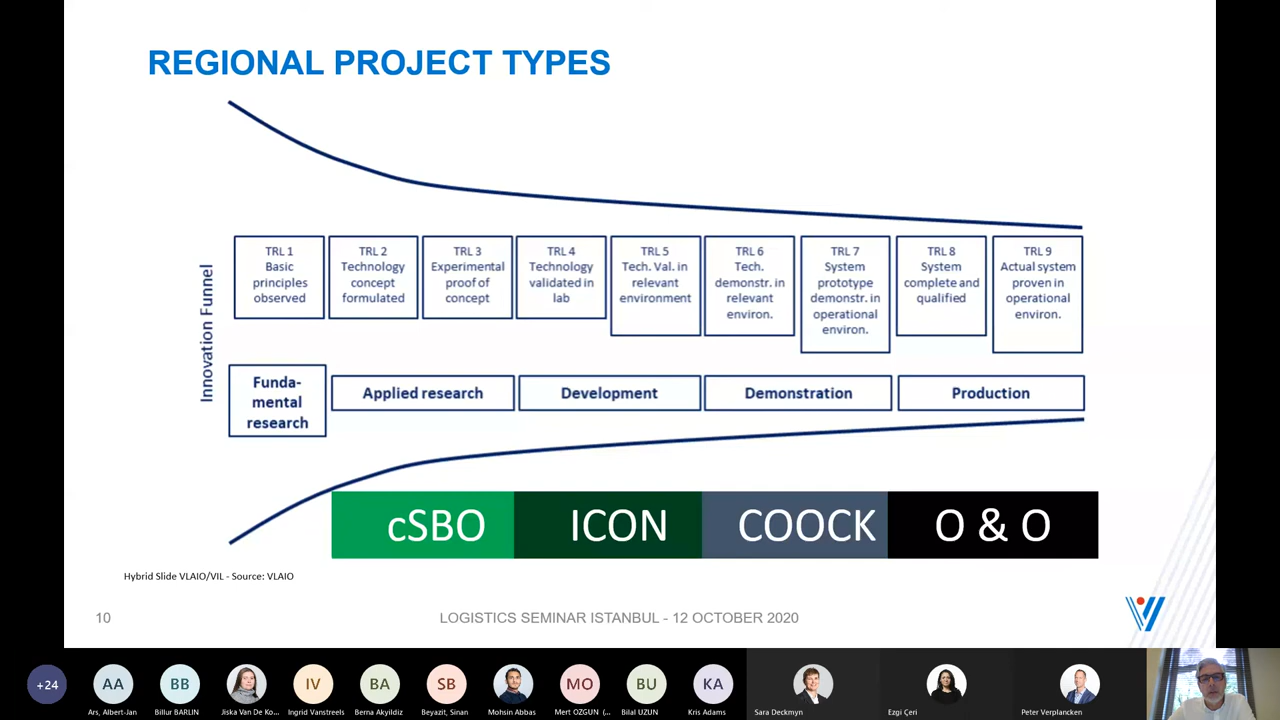 REGIONAL PROJECT TYPES
Innovation Funnel
TRL 1
Basic
principles
observed
TRL 2
Technology
concept
formulated
TRL 3
Experimental
proof of
concept
TRL 4
Technology
validated in
lab
TRL 5
Tech. Val. in
relevant
environment
TRL 6
Tech.
demonstr. in
relevant
environ.
TRL 7
System
prototype
demonstr. in
operational
environ.
TRL 8
System
complete and
qualified
TRL 9
Actual system
proven in
operational
environ.
Funda-
mental
research
Applied research
Development
Demonstration
Production
cSBO
ICON
COOCK
O & O
Hybrid Slide VLAIO/VIL - Source: VLAIO
10
LOGISTICS SEMINAR ISTANBUL - 12 OCTOBER 2020
+24
AA
BB
IV
BA
SB
MO
BU
KA
Ars, Albert-Jan
Billur BARLIN
Jiska Van De Ko...
Ingrid Vanstreels
Berna Akyildiz
Beyazit, Sinan
Mohsin Abbas
Mert OZGUN (...
Bilal UZUN
Kris Adams
Sara Deckmyn
Ezgi Çeri
Peter Verplancken